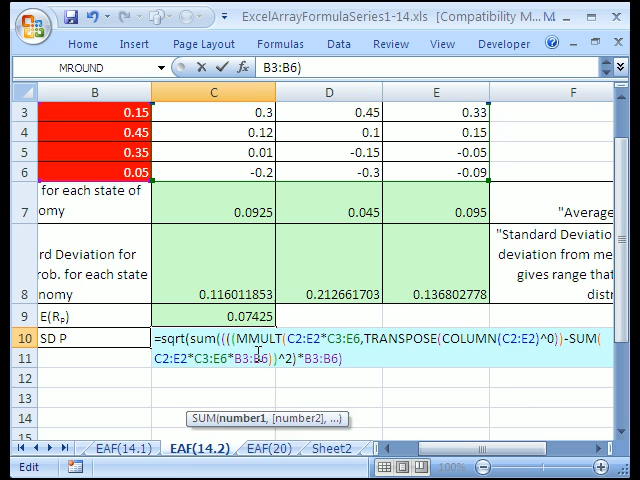 ExcelArrayFormulaSeries1-14.xls [Compatibility M...
Home Insert Page Layout Formulas Data Review View Developer
MROUND B3:B6)
B C D E F
3 0.15 0.3 0.45 0.33
4 0.45 0.12 0.1 0.15
5 0.35 0.01 -0.15 -0.05
6 0.05 -0.2 -0.3 -0.09
for each state of
7 omy 0.0925 0.045 0.095 "Average
"Standard Deviatio
rd Deviation for deviation from me
rob. for each state gives range that
8 nomy 0.116011853 0.212661703 0.136802778 distr
9 E(RP) 0.07425
10 SD P =sqrt(sum((((MMULT(C2:E2*C3:E6,TRANSPOSE(COLUMN(C2:E2)^0))-SUM(
11 C2:E2*C3:E6*B3:B6))^2)*B3:B6)
12
13
14 SUM(number1, [number2], ...)
15
EAF(14.1) EAF(14.2) EAF(20) Sheet2
Edit 100%